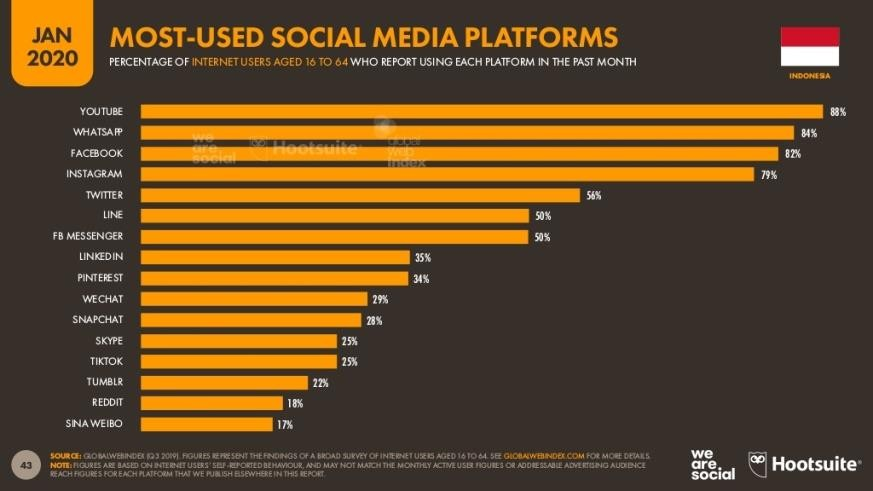 JAN
2020
MOST-USED SOCIAL MEDIA PLATFORMS
PERCENTAGE OF INTERNET USERS AGED 16 TO 64 WHO REPORT USING EACH PLATFORM IN THE PAST MONTH
INDONESIA
YOUTUBE 88%
WHATSAPP 84%
FACEBOOK 82%
INSTAGRAM 79%
TWITTER 56%
LINE 50%
FB MESSENGER 50%
LINKEDIN 35%
PINTEREST 34%
WECHAT 29%
SNAPCHAT 28%
SKYPE 25%
TIKTOK 25%
TUMBLR 22%
REDDIT 18%
SINA WEIBO 17%
we
are
social
Hootsuite
global
web
index
43
SOURCE: GLOBALWEBINDEX (Q3 2019). FIGURES REPRESENT THE FINDINGS OF A BROAD SURVEY OF INTERNET USERS AGED 16 TO 64. SEE GLOBALWEBINDEX.COM FOR MORE DETAILS.
NOTE: FIGURES ARE BASED ON INTERNET USERS' SELF-REPORTED BEHAVIOUR, AND MAY NOT MATCH THE MONTHLY ACTIVE USER FIGURES OR ADDRESSABLE ADVERTISING AUDIENCE
REACH FIGURES FOR EACH PLATFORM THAT WE PUBLISH ELSEWHERE IN THIS REPORT.
we
are
social
Hootsuite®